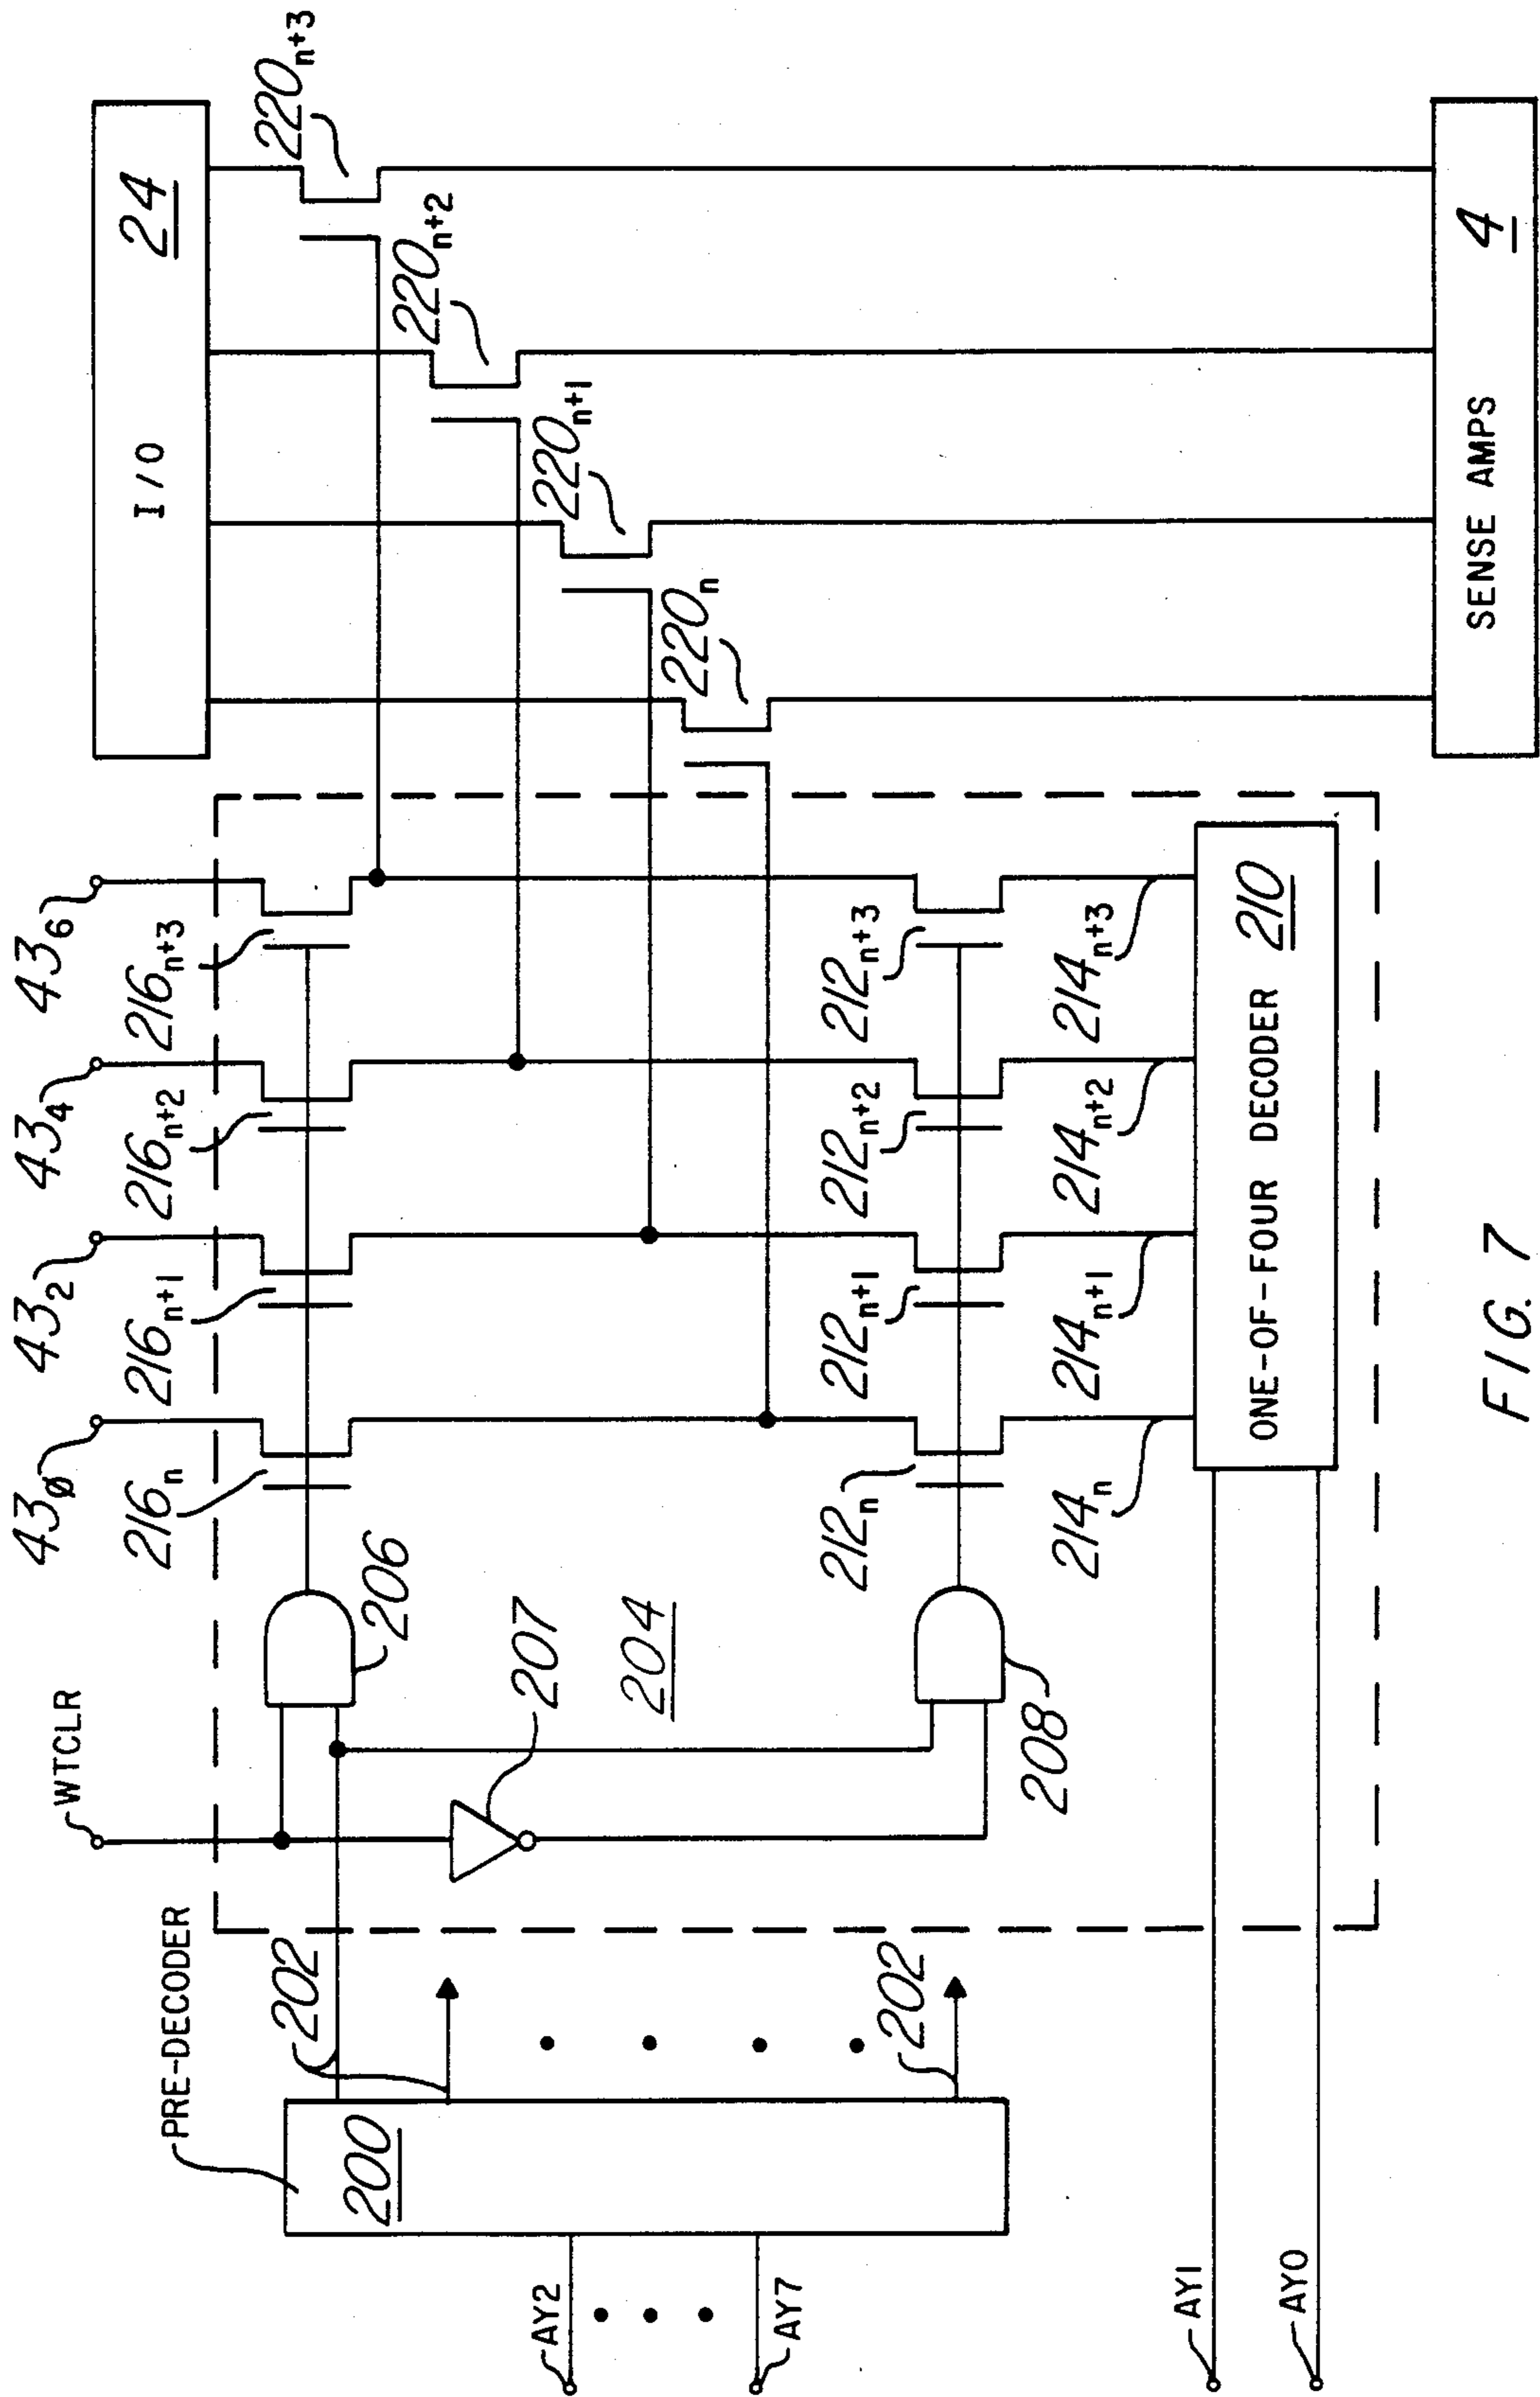 43∅
43₂
43₄
43₆
WTCLR
216ₙ
216ₙ₊₁
216ₙ₊₂
216ₙ₊₃
I/O
24
PRE-DECODER
200
202
206
207
204
220ₙ
220ₙ₊₁
220ₙ₊₂
220ₙ₊₃
AY2
AY7
202
208
212ₙ
212ₙ₊₁
212ₙ₊₂
212ₙ₊₃
214ₙ
214ₙ₊₁
214ₙ₊₂
214ₙ₊₃
AY1
AY0
ONE-OF-FOUR DECODER
210
SENSE AMPS
4
FIG. 7